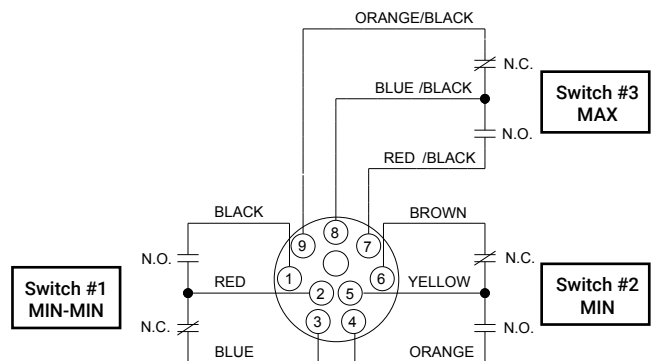 ORANGE/BLACK
N.C.
BLUE /BLACK
Switch #3
MAX
N.O.
RED /BLACK
BLACK
BROWN
9
8
7
N.O.
1
6
N.C.
Switch #1
MIN-MIN
RED
2
5
YELLOW
Switch #2
MIN
N.C.
3
4
N.O.
BLUE
ORANGE